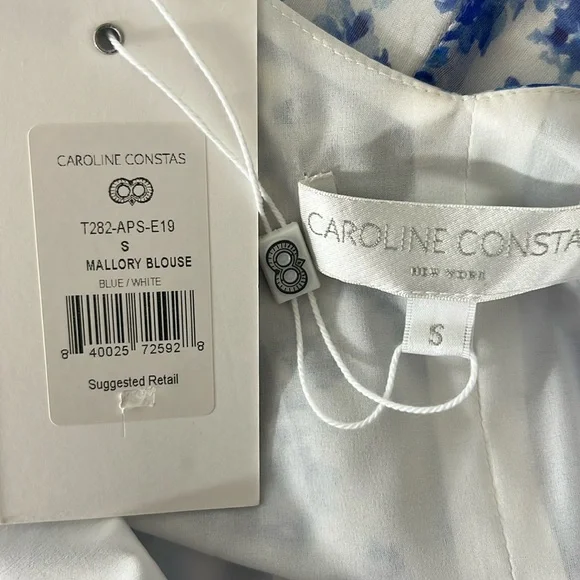 CAROLINE CONSTAS
T282-APS-E19
S
MALLORY BLOUSE
BLUE / WHITE
8 40025 72592 8
Suggested Retail
CAROLINE CONSTAS
NEW YORK
S